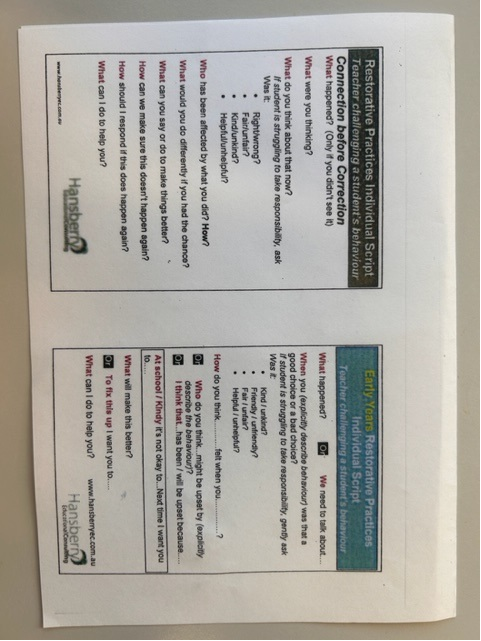 Restorative Practices Individual Script
Teacher challenging a student's behaviour
Connection before Correction
What happened? (Only if you didn't see it)
What were you thinking?
What do you think about that now?
If student is struggling to take responsibility, ask
Was it:
• Right/wrong?
• Fair/unfair?
• Kind/unkind?
• Helpful/unhelpful?
Who has been affected by what you did? How?
What would you do differently if you had the chance?
What can you say or do to make things better?
How can we make sure this doesn't happen again?
How should I respond if this does happen again?
What can I do to help you?
www.hansberryec.com.au
Hansberry
Early Years Restorative Practices
Individual Script
Teacher challenging a student's behaviour
What happened? Or We need to talk about...
When you (explicitly describe behaviour) was that a
good choice or a bad choice?
If student is struggling to take responsibility, gently ask
Was it:
• Kind / unkind?
• Friendly / unfriendly?
• Fair / unfair?
• Helpful / unhelpful?
How do you think...........felt when you..............?
Or Who do you think...might be upset by (explicitly
describe the behaviour)?
Or I think that...has been / will be upset because.....
At school / Kindy it's not okay to...Next time I want you
to....
What will make this better?
Or To fix this up I want you to....
What can I do to help you? www.hansberryec.com.au
Hansberry
Educational Consulting